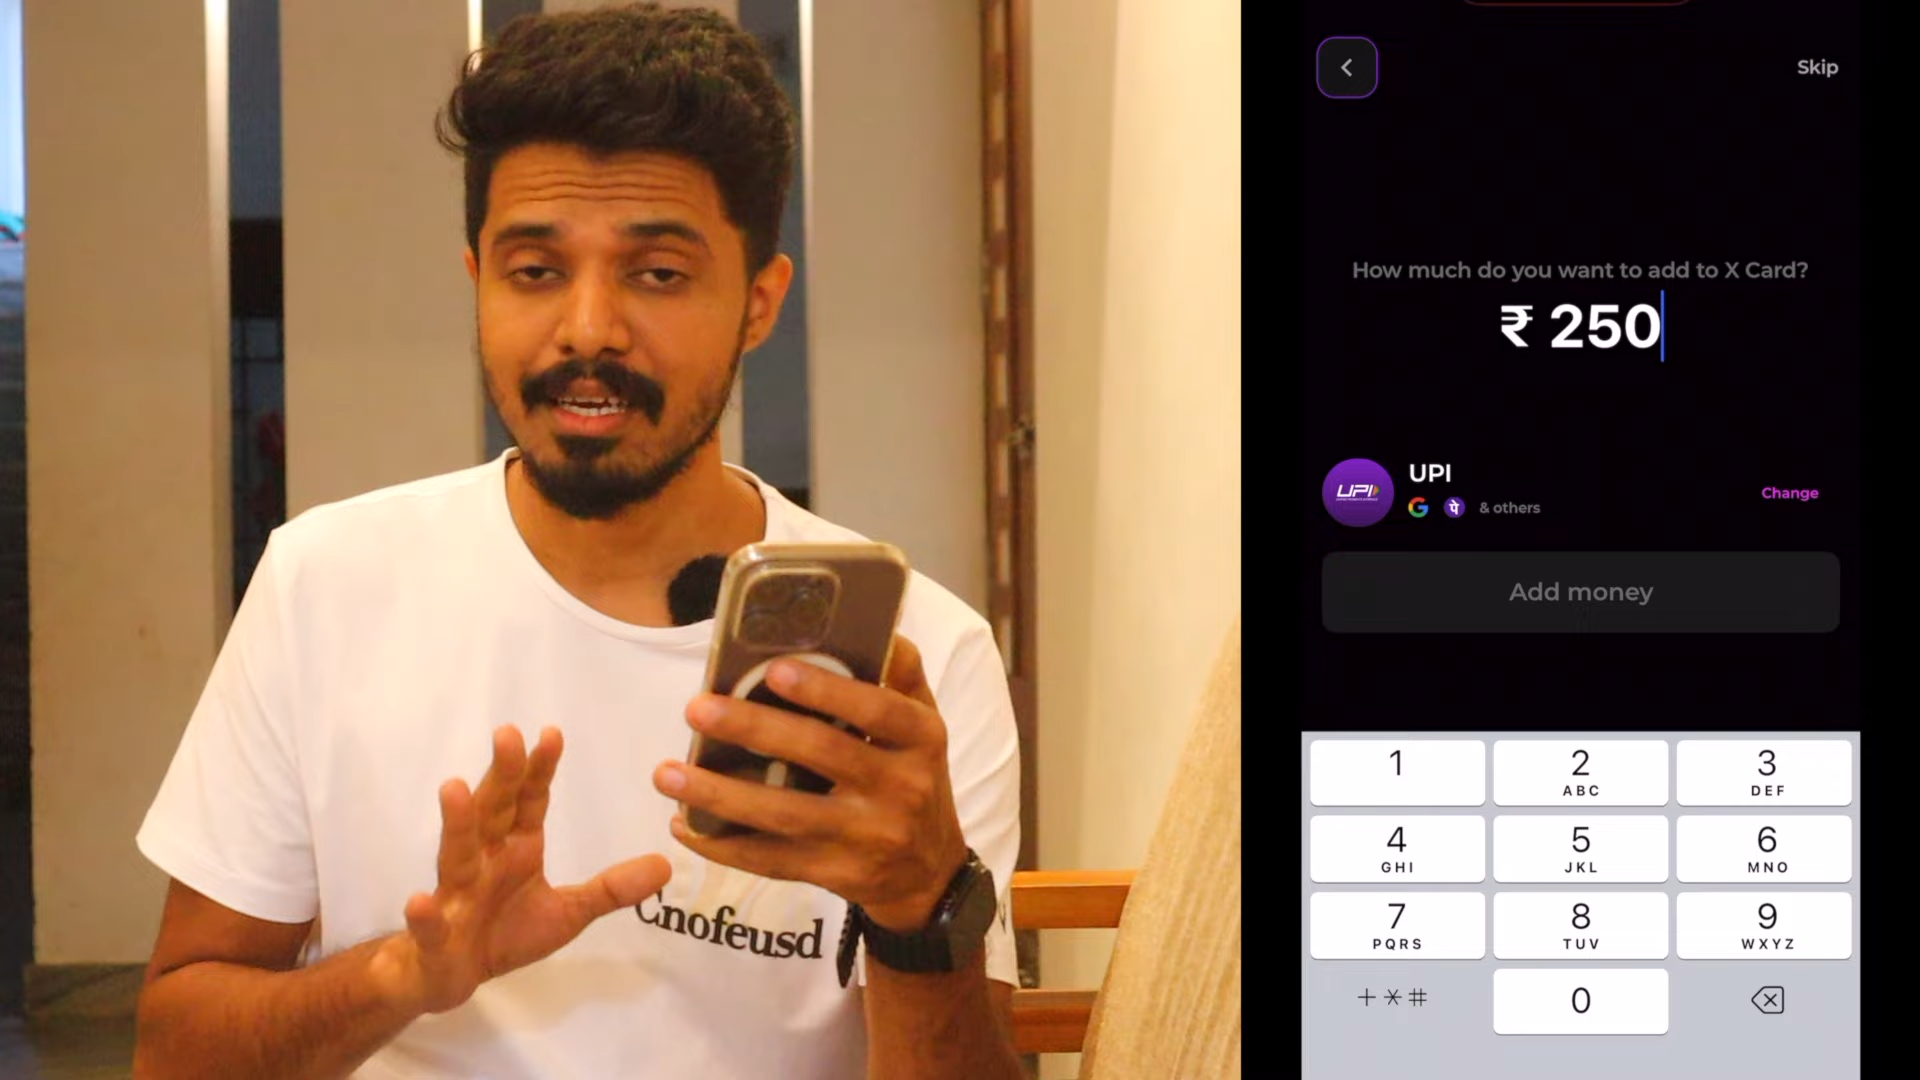 Cnofeusd
Skip
How much do you want to add to X Card?
₹ 250
UPI
UPI
& others
Change
Add money
1
2
ABC
3
DEF
4
GHI
5
JKL
6
MNO
7
PQRS
8
TUV
9
WXYZ
+*#
0